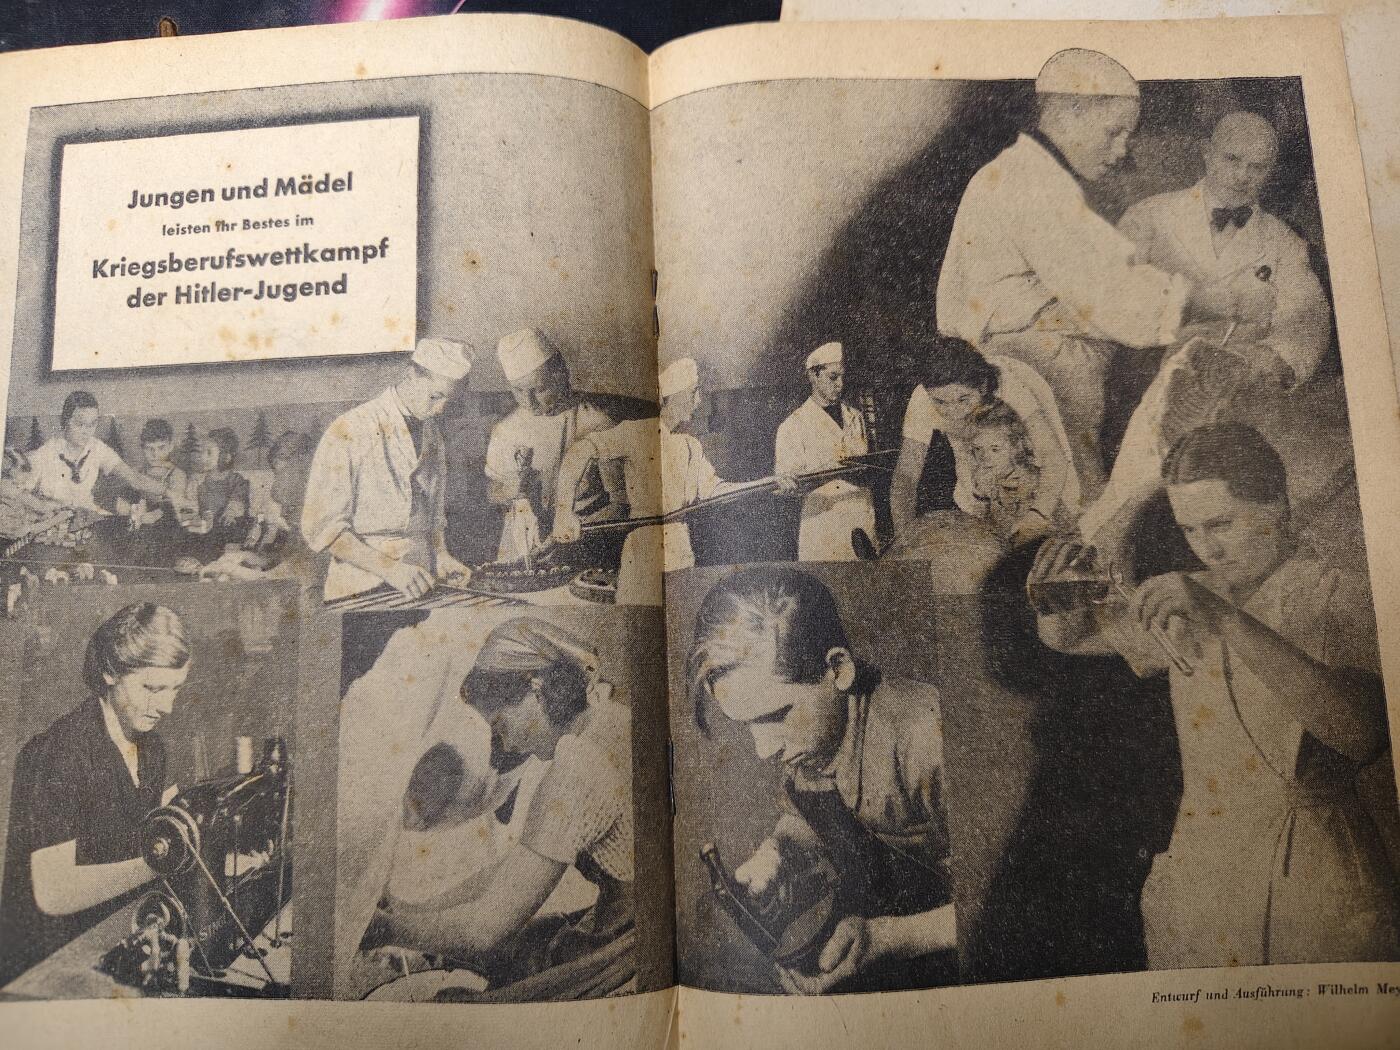 Jungen und Mädel
leisten ihr Bestes im
Kriegsberufswettkampf
der Hitler-Jugend
Entwurf und Ausführung: Wilhelm